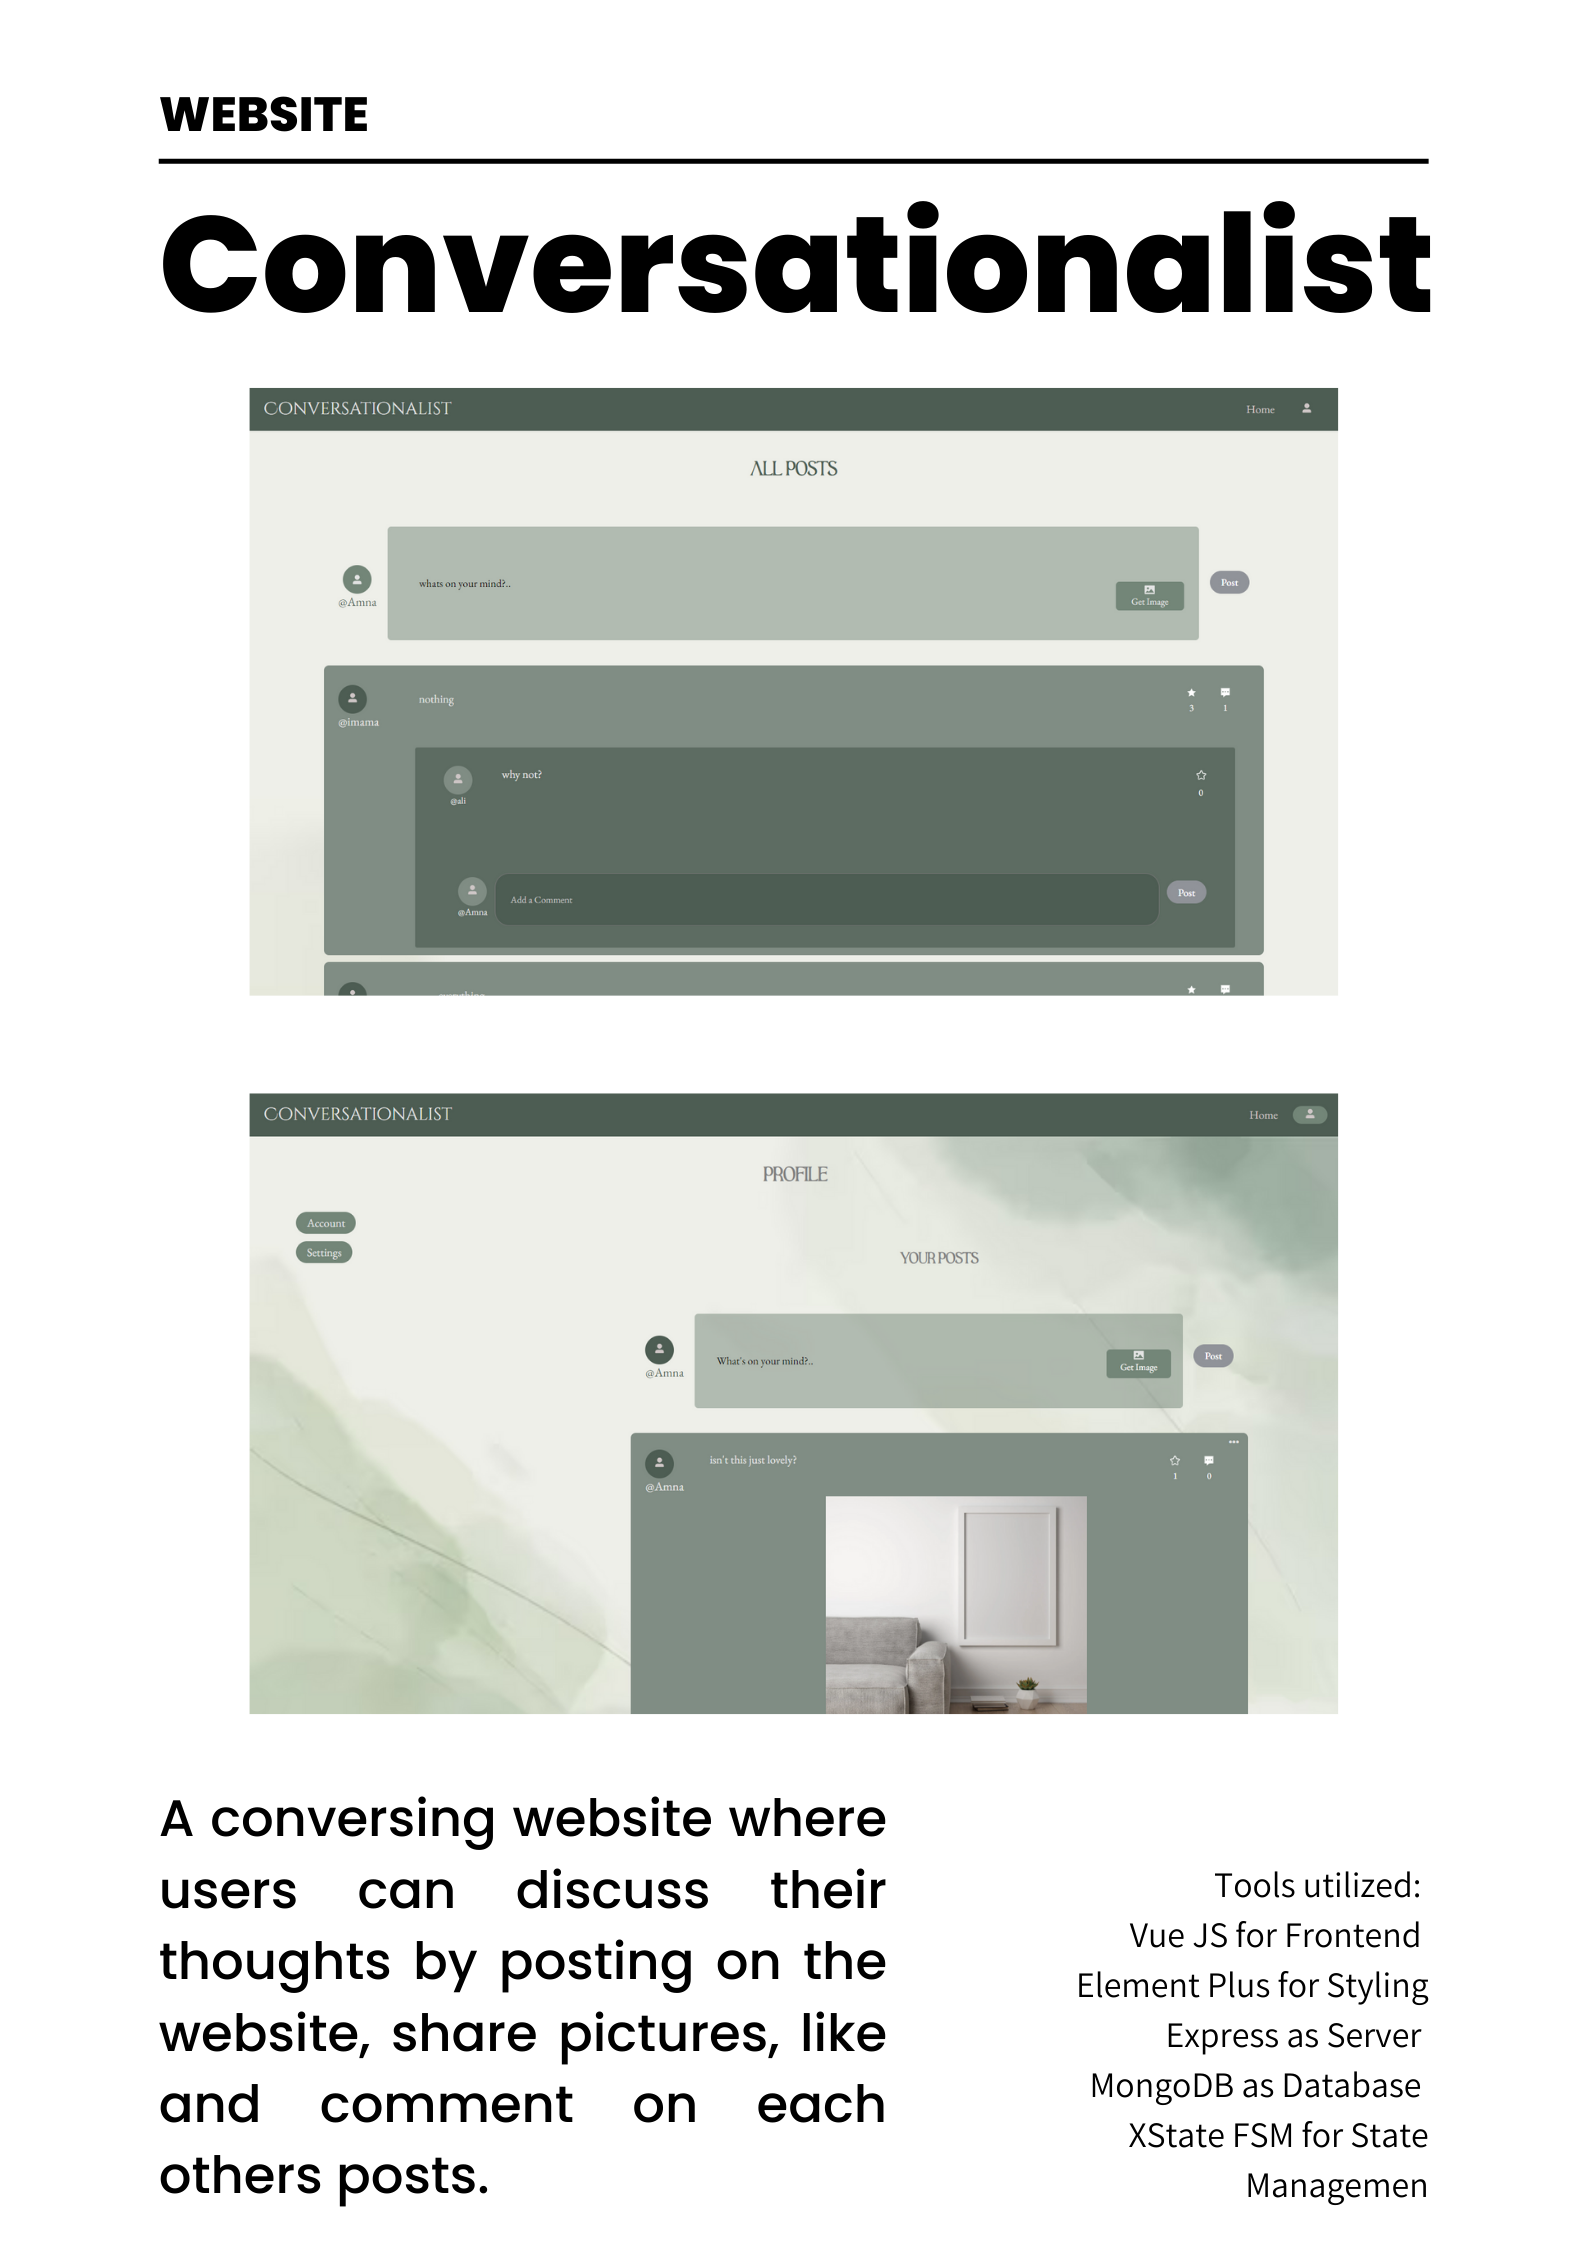 WEBSITE
Conversationalist
CONVERSATIONALIST
Home
ALL POSTS
whats on your mind?..
@Amna
Get Image
Post
nothing
@imama
3
1
why not?
@ali
0
Add a Comment
@Amna
Post
CONVERSATIONALIST
Home
PROFILE
Account
Settings
YOUR POSTS
What's on your mind?..
@Amna
Get Image
Post
isn't this just lovely?
@Amna
1
0
A conversing website where
users can discuss their
thoughts by posting on the
website, share pictures, like
and comment on each
others posts.
Tools utilized:
Vue JS for Frontend
Element Plus for Styling
Express as Server
MongoDB as Database
XState FSM for State
Managemen